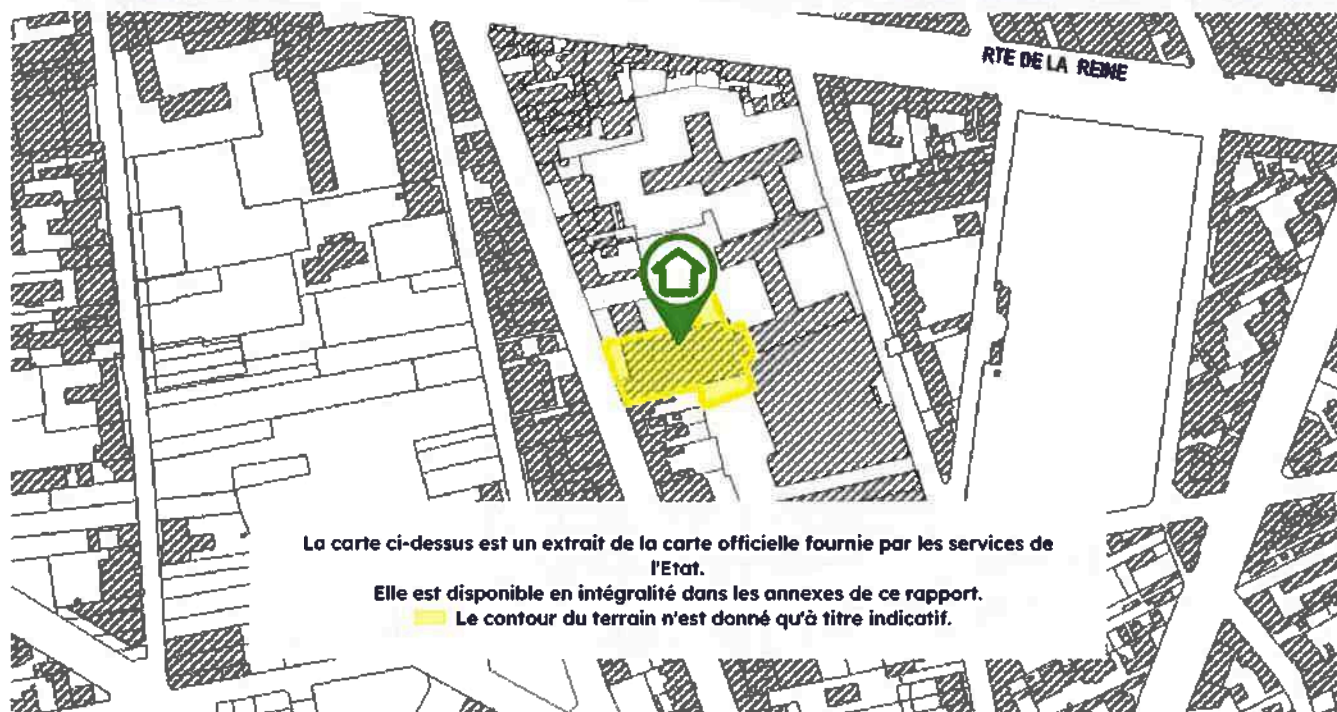 RTE DE LA REINE
La carte ci-dessus est un extrait de la carte officielle fournie par les services de
l'Etat.
Elle est disponible en intégralité dans les annexes de ce rapport.
Le contour du terrain n'est donné qu'à titre indicatif.